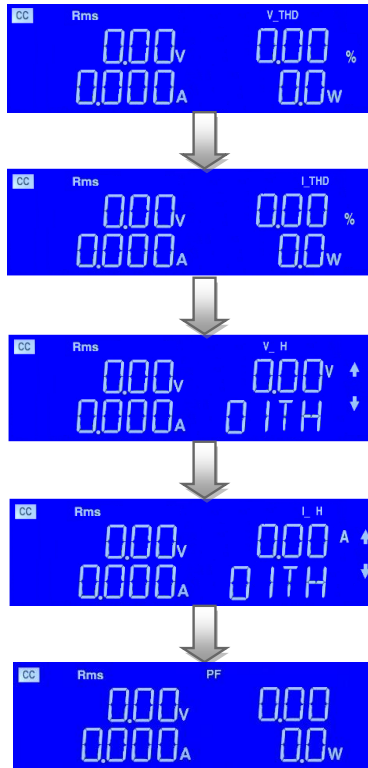 CC Rms V_THD
0.00V 0.00 %
0.000A 0.0W
CC Rms I_THD
0.00V 0.00 %
0.000A 0.0W
CC Rms V_ H
0.00V 0.00V
0.000A 01TH
CC Rms I_ H
0.00V 0.00 A
0.000A 01TH
CC Rms PF
0.00V 0.00
0.000A 0.0W